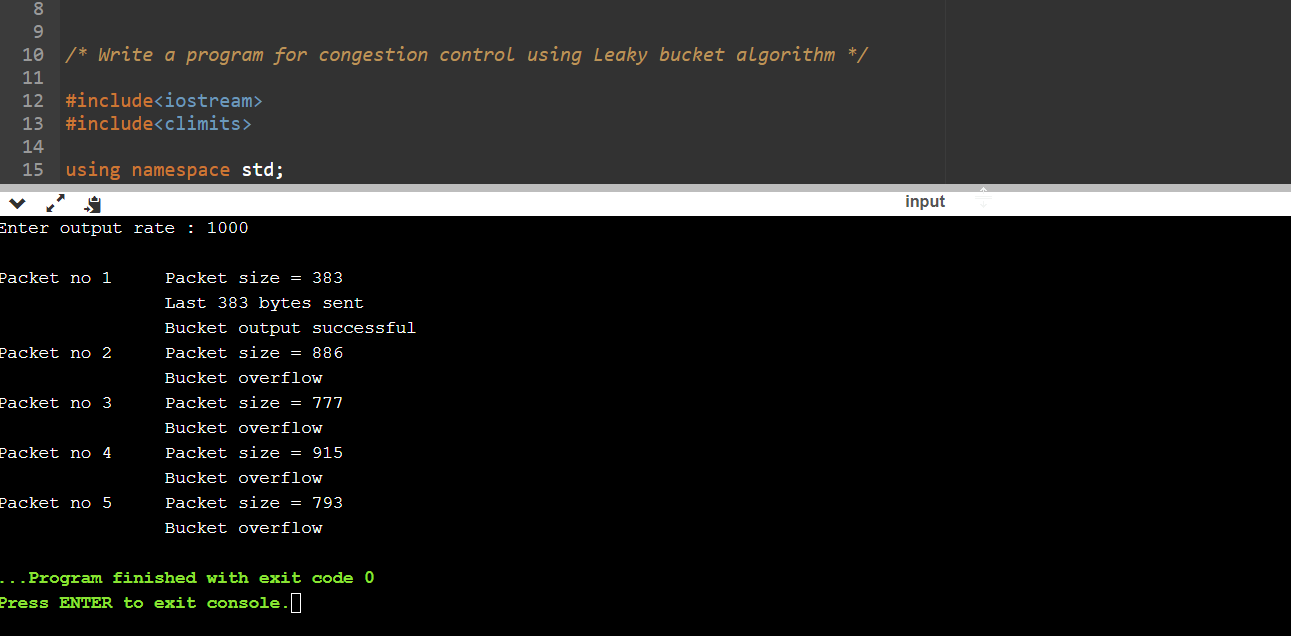 8
9
10 /* Write a program for congestion control using Leaky bucket algorithm */
11
12 #include<iostream>
13 #include<climits>
14
15 using namespace std;
input
Enter output rate : 1000
Packet no 1 Packet size = 383
Last 383 bytes sent
Bucket output successful
Packet no 2 Packet size = 886
Bucket overflow
Packet no 3 Packet size = 777
Bucket overflow
Packet no 4 Packet size = 915
Bucket overflow
Packet no 5 Packet size = 793
Bucket overflow
...Program finished with exit code 0
Press ENTER to exit console.